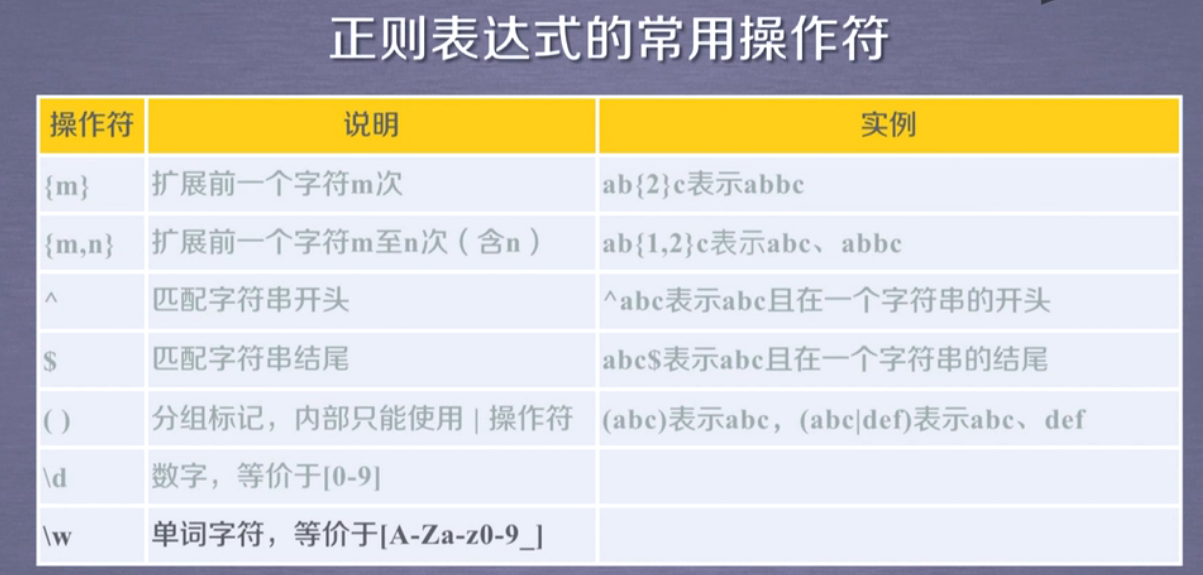 正则表达式的常用操作符
操作符 说明 实例
{m} 扩展前一个字符m次 ab{2}c表示abbc
{m,n} 扩展前一个字符m至n次（含n） ab{1,2}c表示abc、abbc
^ 匹配字符串开头 ^abc表示abc且在一个字符串的开头
$ 匹配字符串结尾 abc$表示abc且在一个字符串的结尾
( ) 分组标记，内部只能使用 | 操作符 (abc)表示abc，(abc|def)表示abc、def
\d 数字，等价于[0-9]
\w 单词字符，等价于[A-Za-z0-9_]